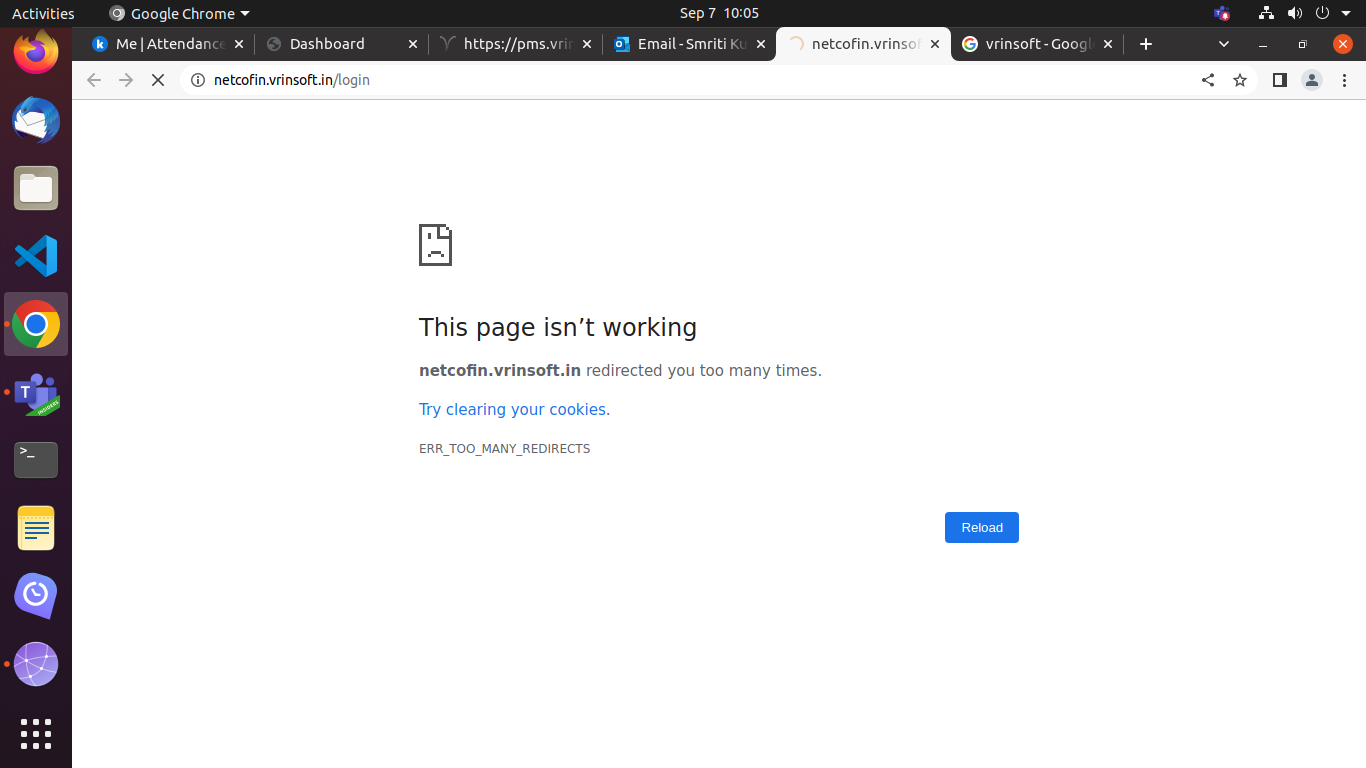 Activities
Google Chrome
Sep 7 10:05
Me | Attendance
Dashboard
https://pms.vrin
Email - Smriti Ku
netcofin.vrinsof
vrinsoft - Google
netcofin.vrinsoft.in/login
This page isn’t working
netcofin.vrinsoft.in redirected you too many times.
Try clearing your cookies.
ERR_TOO_MANY_REDIRECTS
Reload
T
INSIDERS
>_